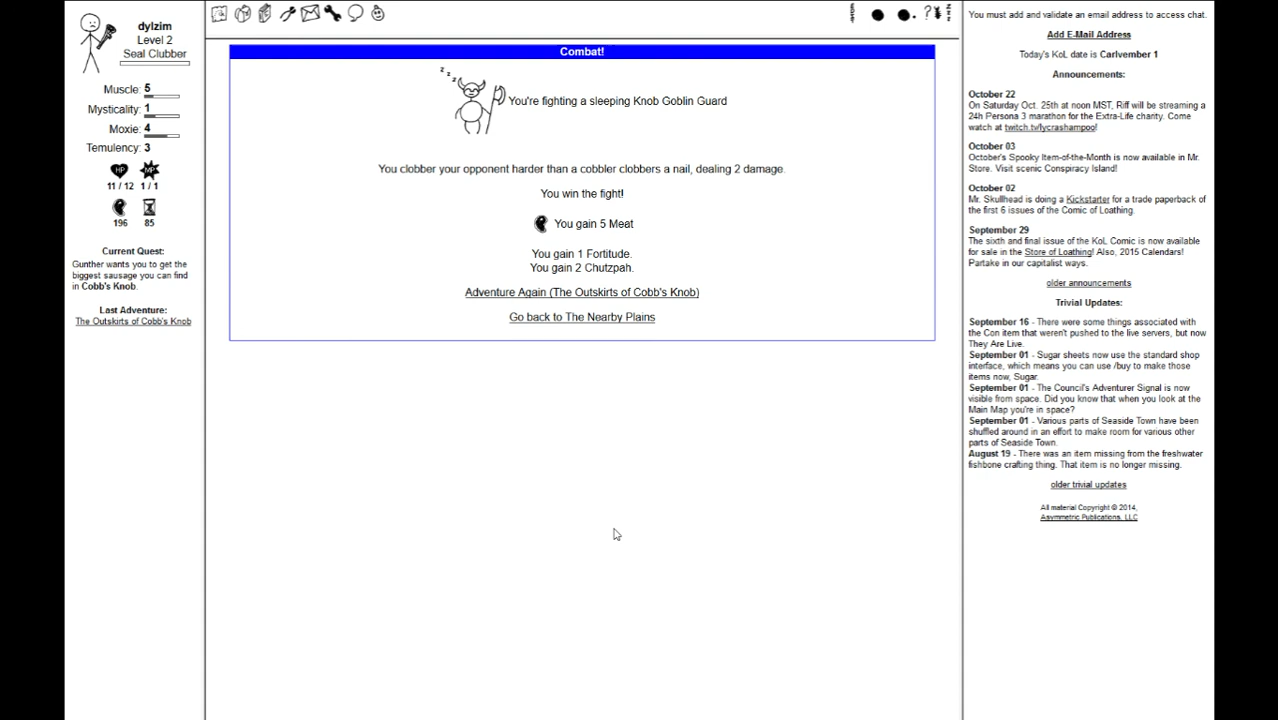 dylzim
Level 2
Seal Clubber
Muscle: 5
Mysticality: 1
Moxie: 4
Temulency: 3
HP
MP
11 / 12 1 / 1
196 85
Current Quest:
Gunther wants you to get the
biggest sausage you can find
in Cobb's Knob.
Last Adventure:
The Outskirts of Cobb's Knob
Combat!
z z z
You're fighting a sleeping Knob Goblin Guard
You clobber your opponent harder than a cobbler clobbers a nail, dealing 2 damage.
You win the fight!
You gain 5 Meat
You gain 1 Fortitude.
You gain 2 Chutzpah.
Adventure Again (The Outskirts of Cobb's Knob)
Go back to The Nearby Plains
You must add and validate an email address to access chat.
Add E-Mail Address
Today's KoL date is Carlvember 1
Announcements:
October 22
On Saturday Oct. 25th at noon MST, Riff will be streaming a
24h Persona 3 marathon for the Extra-Life charity. Come
watch at twitch.tv/lycrashampoo!
October 03
October's Spooky Item-of-the-Month is now available in Mr.
Store. Visit scenic Conspiracy Island!
October 02
Mr. Skullhead is doing a Kickstarter for a trade paperback of
the first 6 issues of the Comic of Loathing.
September 29
The sixth and final issue of the KoL Comic is now available
for sale in the Store of Loathing! Also, 2015 Calendars!
Partake in our capitalist ways.
older announcements
Trivial Updates:
September 16 - There were some things associated with
the Con item that weren't pushed to the live servers, but now
They Are Live.
September 01 - Sugar sheets now use the standard shop
interface, which means you can use /buy to make those
items now, Sugar.
September 01 - The Council's Adventurer Signal is now
visible from space. Did you know that when you look at the
Main Map you're in space?
September 01 - Various parts of Seaside Town have been
shuffled around in an effort to make room for various other
parts of Seaside Town.
August 19 - There was an item missing from the freshwater
fishbone crafting thing. That item is no longer missing.
older trivial updates
All material Copyright © 2014,
Asymmetric Publications, LLC